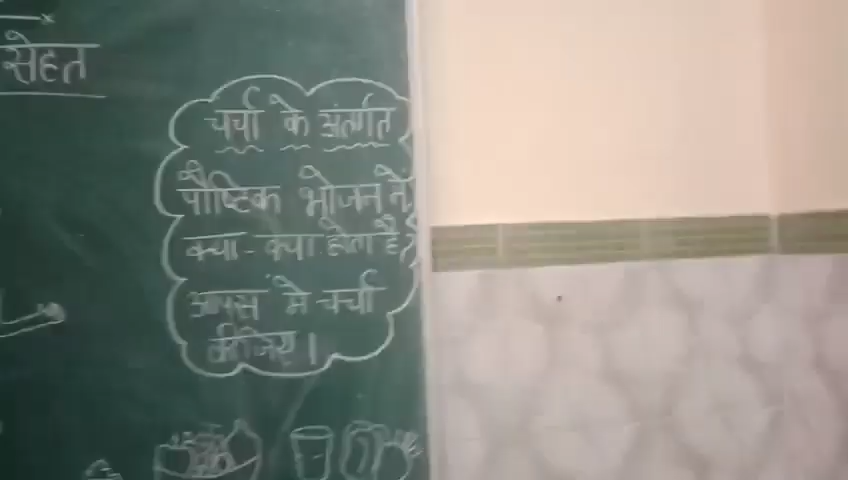 सेहत
चर्चा के अंतर्गत
पौष्टिक भोजन में
क्या-क्या होता है?
आपस में चर्चा
कीजिए।